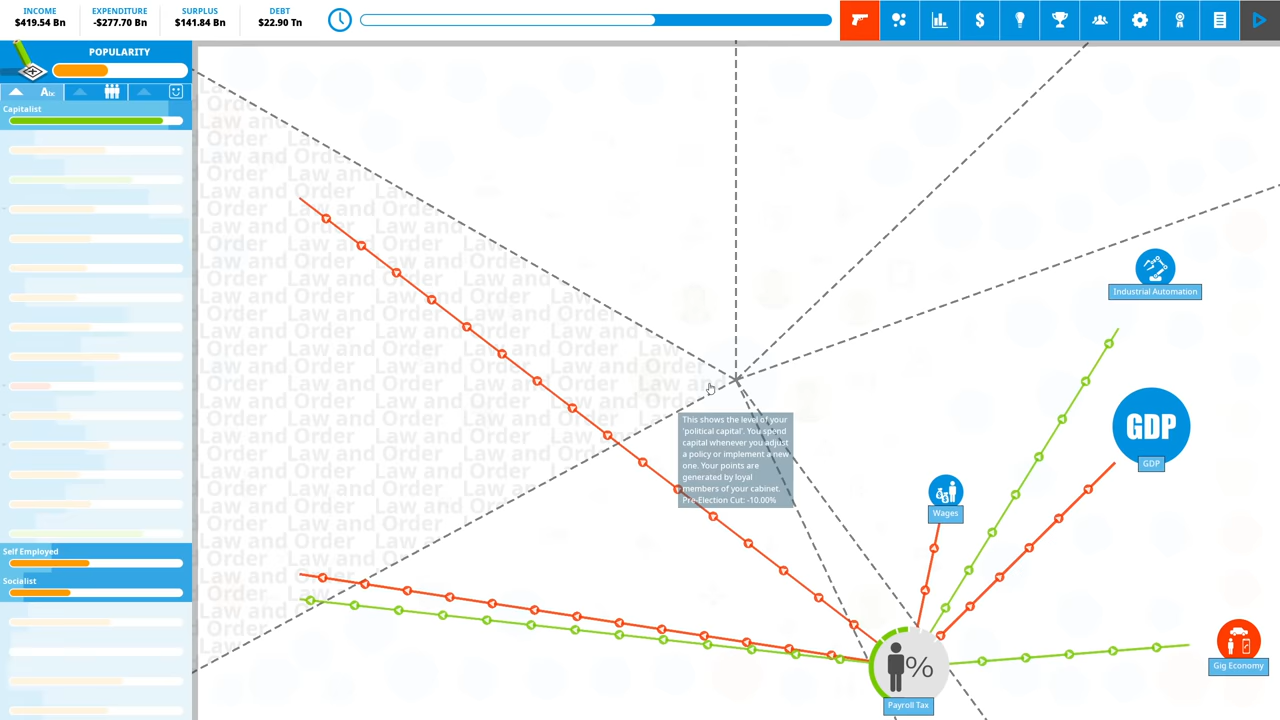 INCOME
$419.54 Bn
EXPENDITURE
-$277.70 Bn
SURPLUS
$141.84 Bn
DEBT
$22.90 Tn
POPULARITY
Abc
Capitalist
Self Employed
Socialist
Law and Order
This shows the level of your
'political capital'. You spend
capital whenever you adjust
a policy or implement a new
one. Your points are
generated by loyal
members of your cabinet.
Pre-Election Cut: -10.00%
Industrial Automation
GDP
GDP
Wages
Gig Economy
%
Payroll Tax